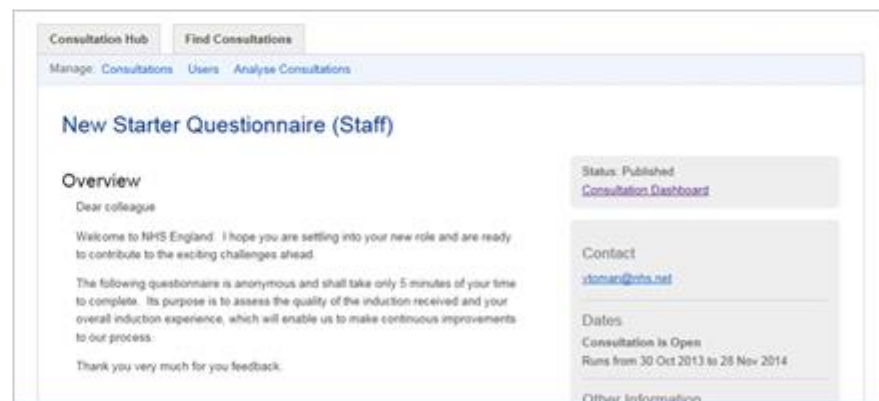 Consultation Hub Find Consultations
Manage: Consultations Users Analyse Consultations
New Starter Questionnaire (Staff)
Overview
Dear colleague
Welcome to NHS England. I hope you are settling into your new role and are ready
to contribute to the exciting challenges ahead.
The following questionnaire is anonymous and shall take only 5 minutes of your time
to complete. Its purpose is to assess the quality of the induction received and your
overall induction experience, which will enable us to make continuous improvements
to our process.
Thank you very much for you feedback.
Status: Published
Consultation Dashboard
Contact
vtoman@nhs.net
Dates
Consultation is Open
Runs from 30 Oct 2013 to 28 Nov 2014
Other Information